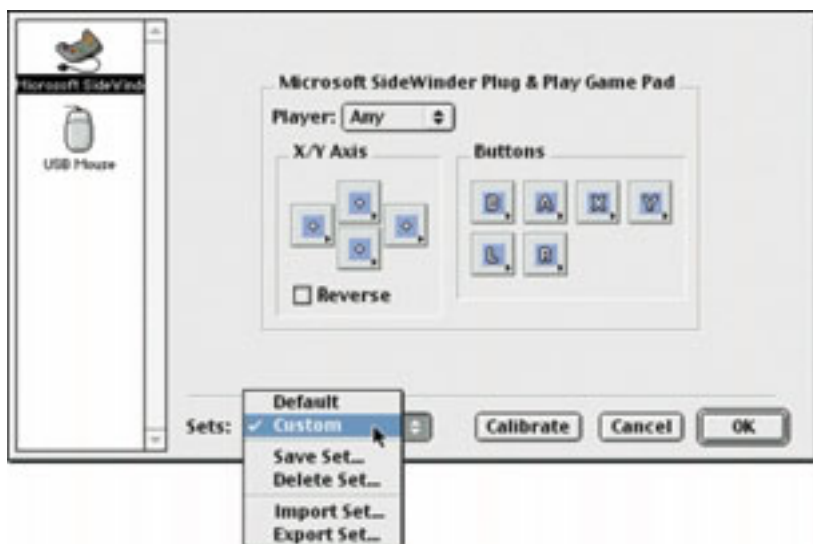 Microsoft SideWind
USB Mouze
Microsoft SideWinder Plug & Play Game Pad
Player: Any
X/Y Axis
Reverse
Buttons
B A X Y
L R
Sets:
Default
Custom
Save Set...
Delete Set...
Import Set...
Export Set...
Calibrate
Cancel
OK